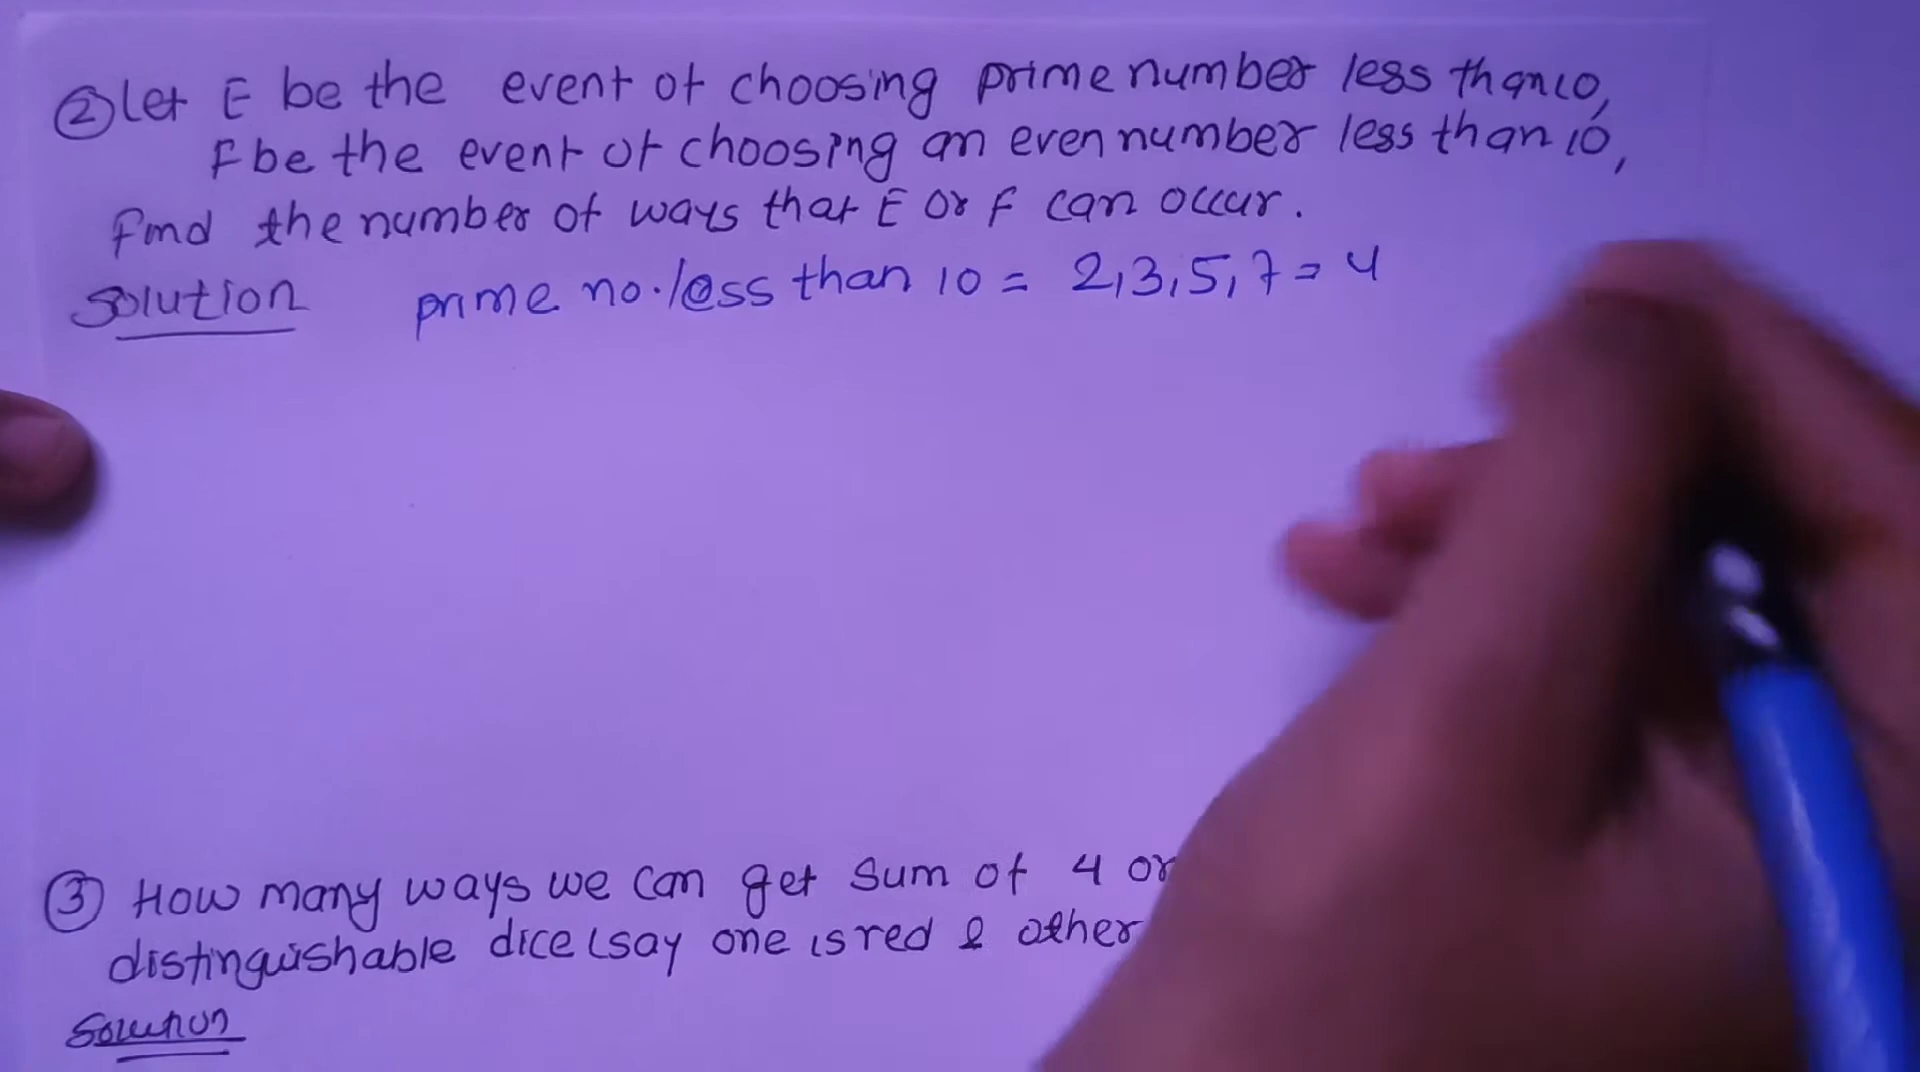 ② Let E be the event of choosing prime number less than 10,
F be the event of choosing an even number less than 10,
find the number of ways that E or F can occur.
Solution prime no. less than 10 = 2,3,5,7 = 4
③ How many ways we can get sum of 4 or
distinguishable dice (say one is red & other
Solution